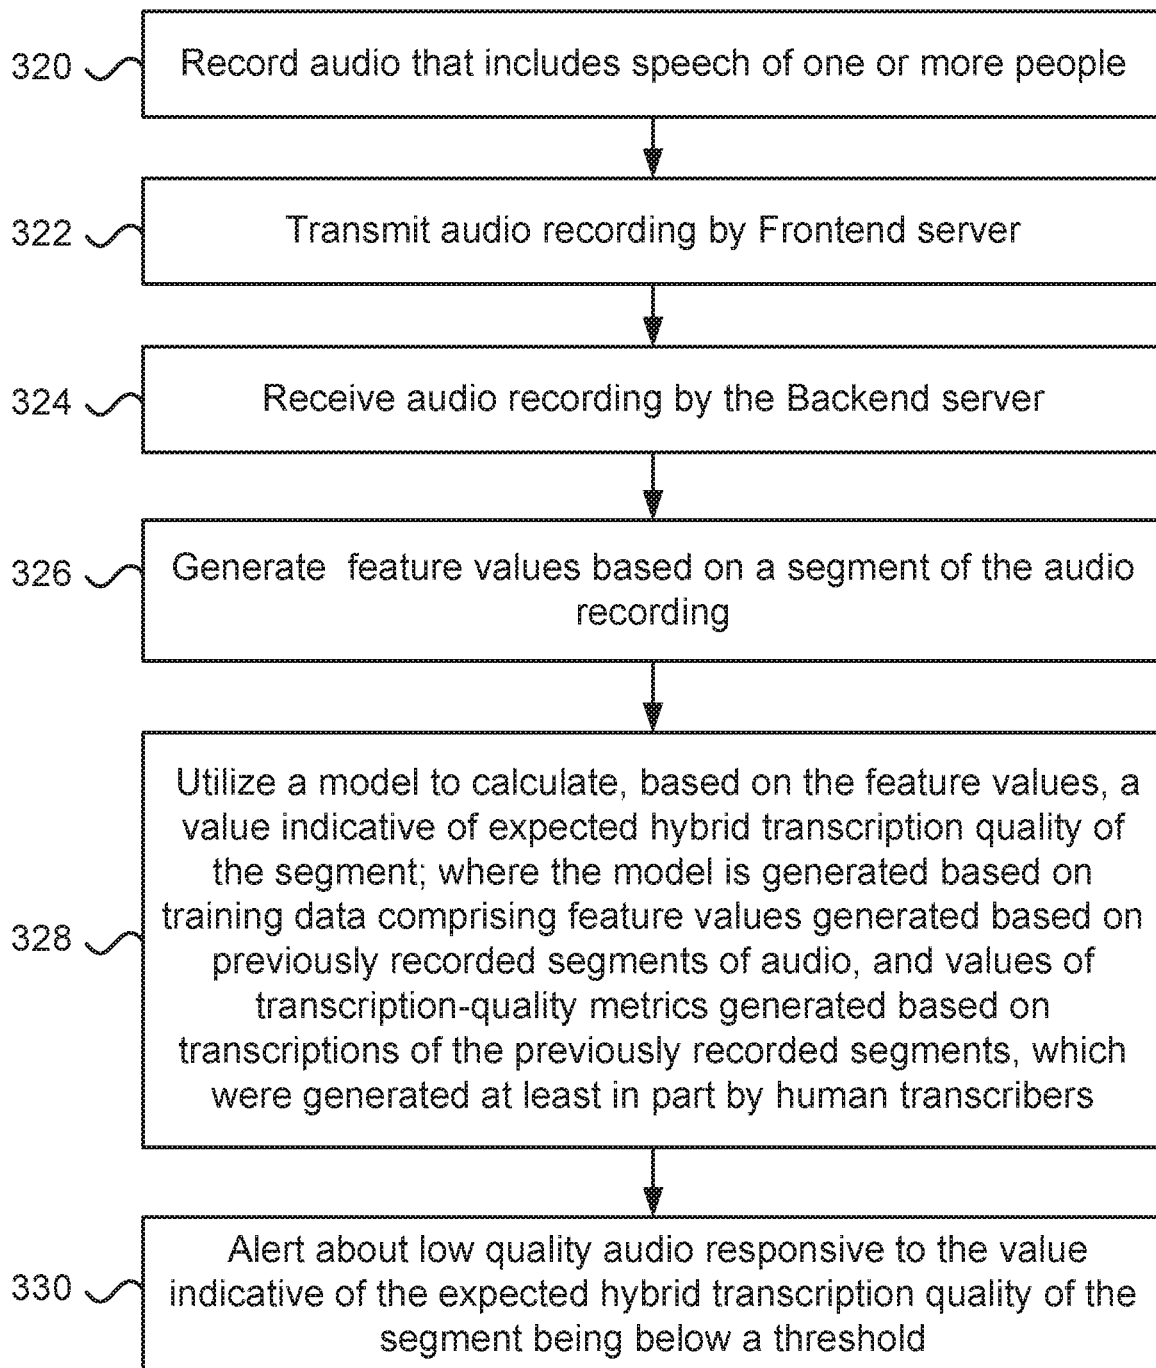 320 Record audio that includes speech of one or more people
322 Transmit audio recording by Frontend server
324 Receive audio recording by the Backend server
326 Generate feature values based on a segment of the audio
recording
Utilize a model to calculate, based on the feature values, a
value indicative of expected hybrid transcription quality of
the segment; where the model is generated based on
training data comprising feature values generated based on
328 previously recorded segments of audio, and values of
transcription-quality metrics generated based on
transcriptions of the previously recorded segments, which
were generated at least in part by human transcribers
Alert about low quality audio responsive to the value
330 indicative of the expected hybrid transcription quality of the
segment being below a threshold